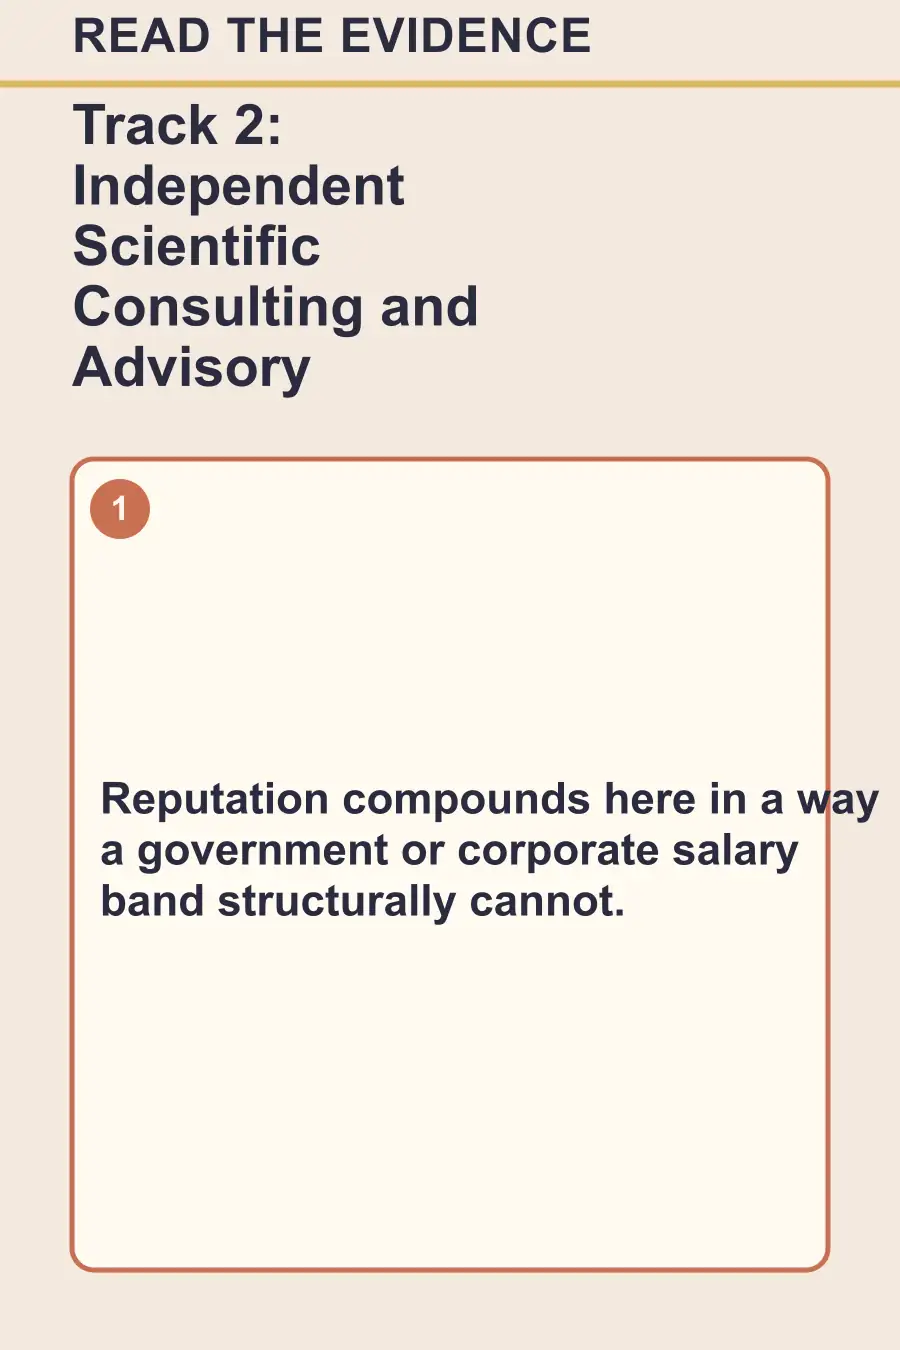 READ THE EVIDENCE
Track 2:
Independent
Scientific
Consulting and
Advisory
1
Reputation compounds here in a way
a government or corporate salary
band structurally cannot.